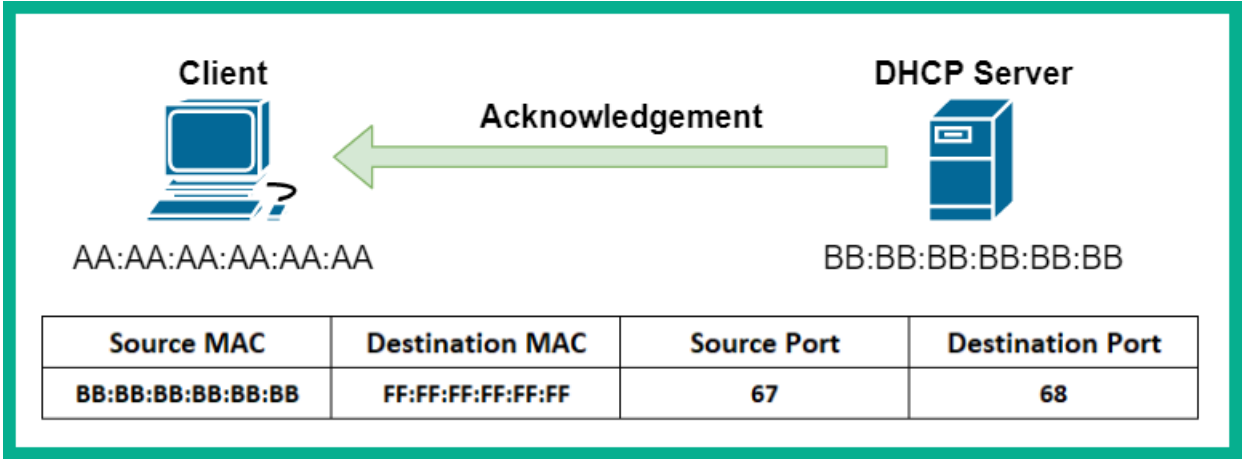 Client
DHCP Server
Acknowledgement
AA:AA:AA:AA:AA:AA
BB:BB:BB:BB:BB:BB
Source MAC Destination MAC Source Port Destination Port
BB:BB:BB:BB:BB:BB FF:FF:FF:FF:FF:FF 67 68